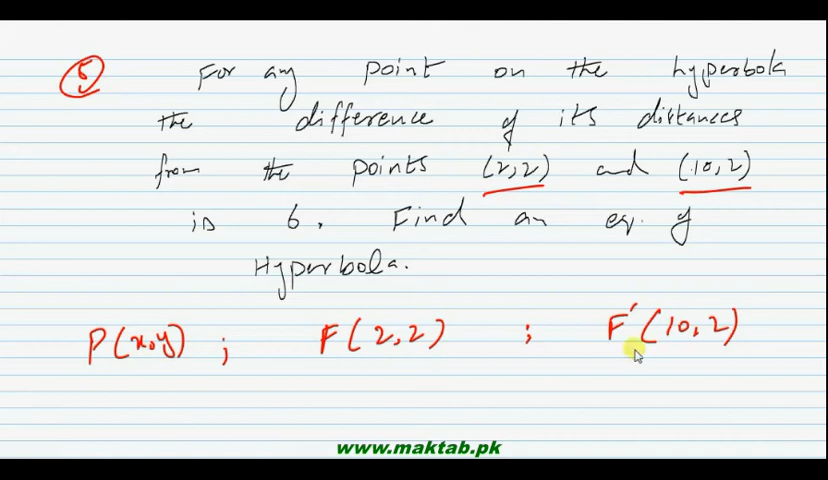 5 For any point on the hyperbola
the difference of its distances
from the points (2,2) and (10,2)
is 6. Find an eq. of
Hyperbola.
P(x,y) ; F(2,2) ; F'(10,2)
www.maktab.pk